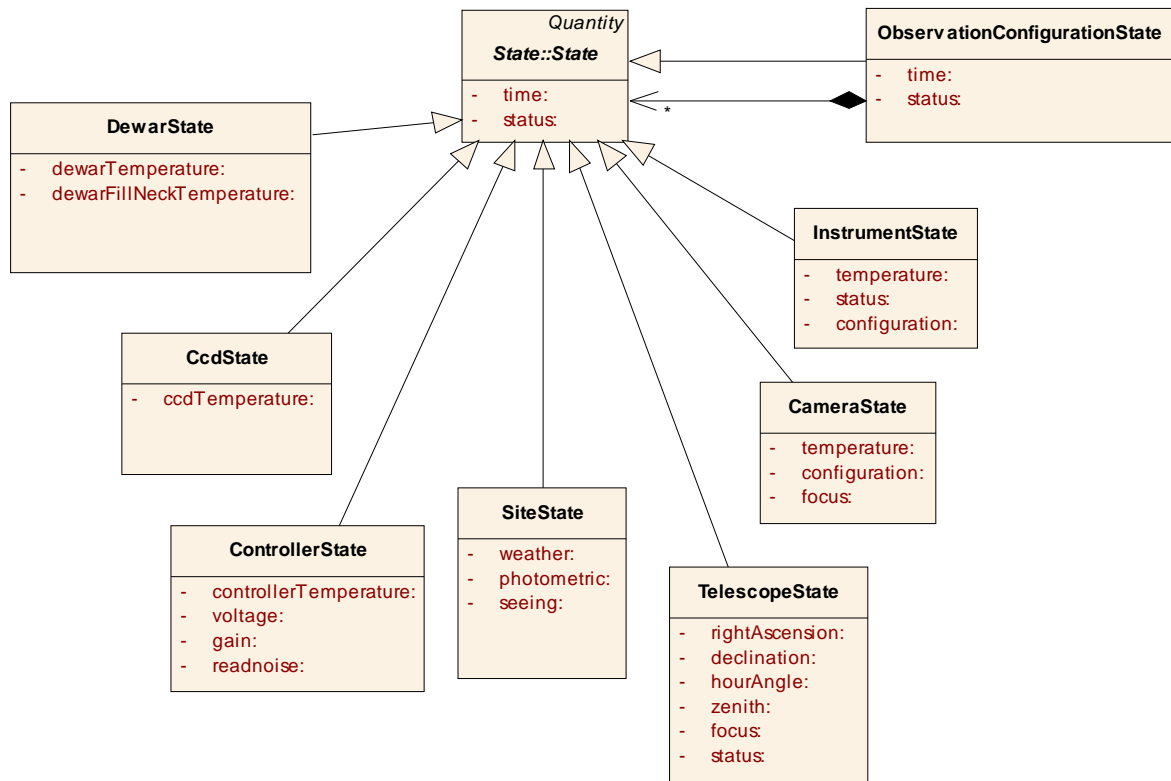 Quantity
State::State
- time:
- status:
ObservationConfigurationState
- time:
- status:
*
DewarState
- dewarTemperature:
- dewarFillNeckTemperature:
InstrumentState
- temperature:
- status:
- configuration:
CcdState
- ccdTemperature:
CameraState
- temperature:
- configuration:
- focus:
SiteState
- weather:
- photometric:
- seeing:
ControllerState
- controllerTemperature:
- voltage:
- gain:
- readnoise:
TelescopeState
- rightAscension:
- declination:
- hourAngle:
- zenith:
- focus:
- status: